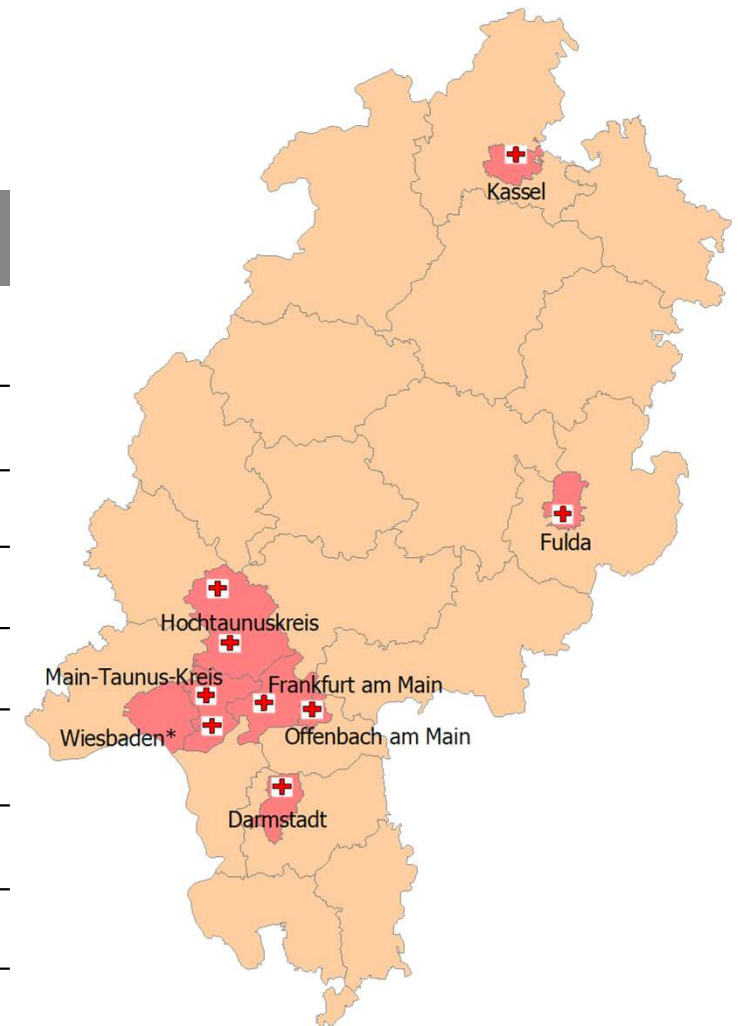 Kassel
Fulda
Hochtaunuskreis
Main-Taunus-Kreis
Frankfurt am Main
Wiesbaden*
Offenbach am Main
Darmstadt